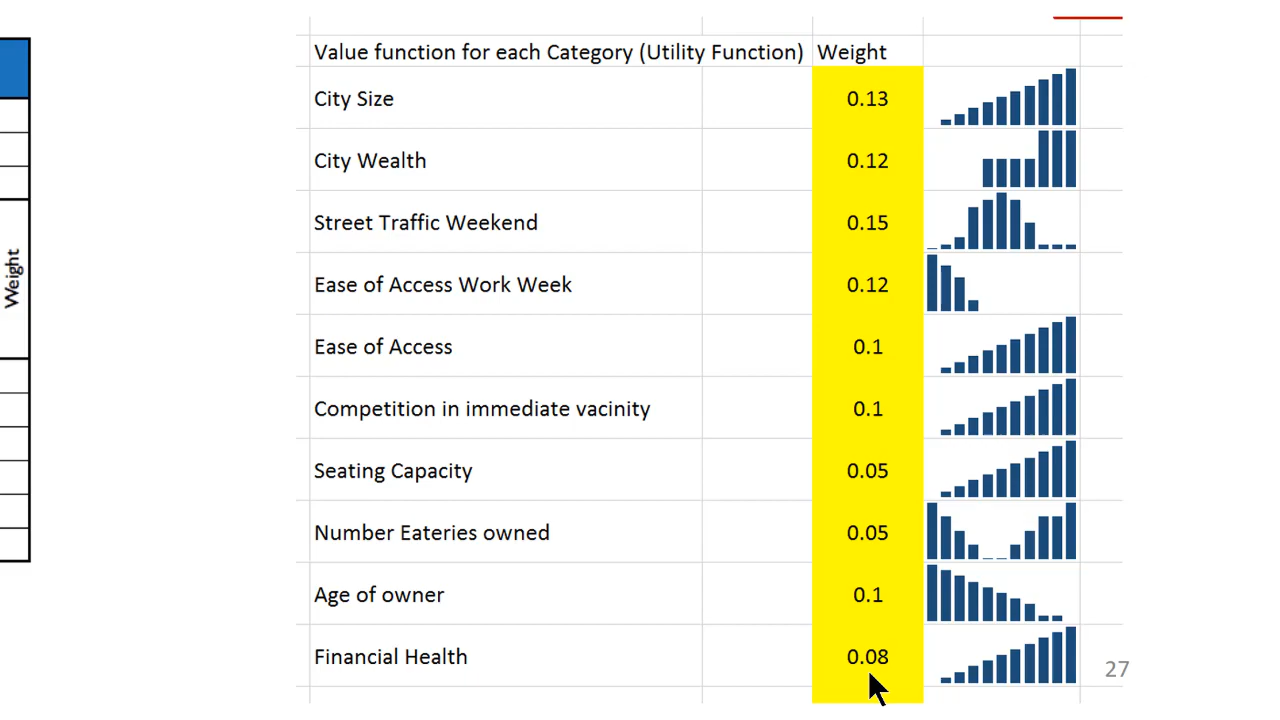 Weight
Value function for each Category (Utility Function) Weight
City Size 0.13
City Wealth 0.12
Street Traffic Weekend 0.15
Ease of Access Work Week 0.12
Ease of Access 0.1
Competition in immediate vacinity 0.1
Seating Capacity 0.05
Number Eateries owned 0.05
Age of owner 0.1
Financial Health 0.08
27